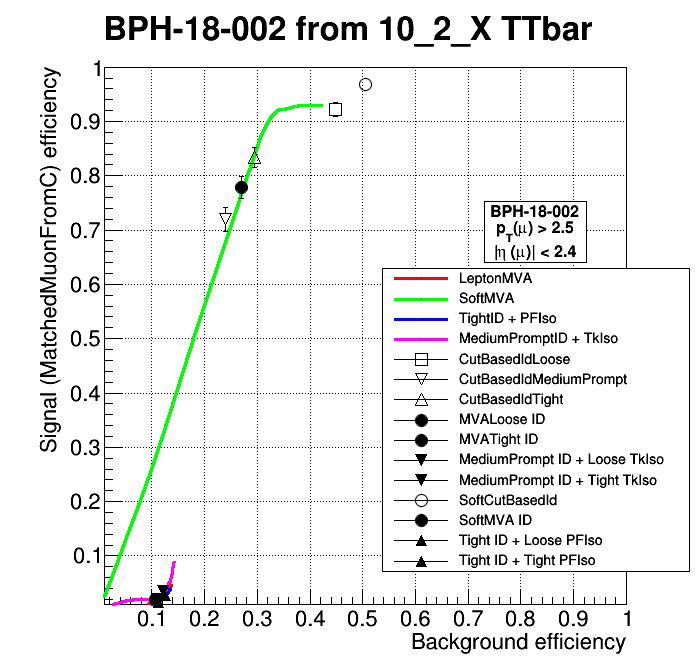 BPH-18-002 from 10_2_X TTbar
Signal (MatchedMuonFromC) efficiency
1
0.9
0.8
0.7
0.6
0.5
0.4
0.3
0.2
0.1
BPH-18-002
pT(μ) > 2.5
|η (μ)| < 2.4
LeptonMVA
SoftMVA
TightID + PFIso
MediumPromptID + TkIso
CutBasedIdLoose
CutBasedIdMediumPrompt
CutBasedIdTight
MVALoose ID
MVATight ID
MediumPrompt ID + Loose TkIso
MediumPrompt ID + Tight TkIso
SoftCutBasedId
SoftMVA ID
Tight ID + Loose PFIso
Tight ID + Tight PFIso
0.1 0.2 0.3 0.4 0.5 0.6 0.7 0.8 0.9 1
Background efficiency